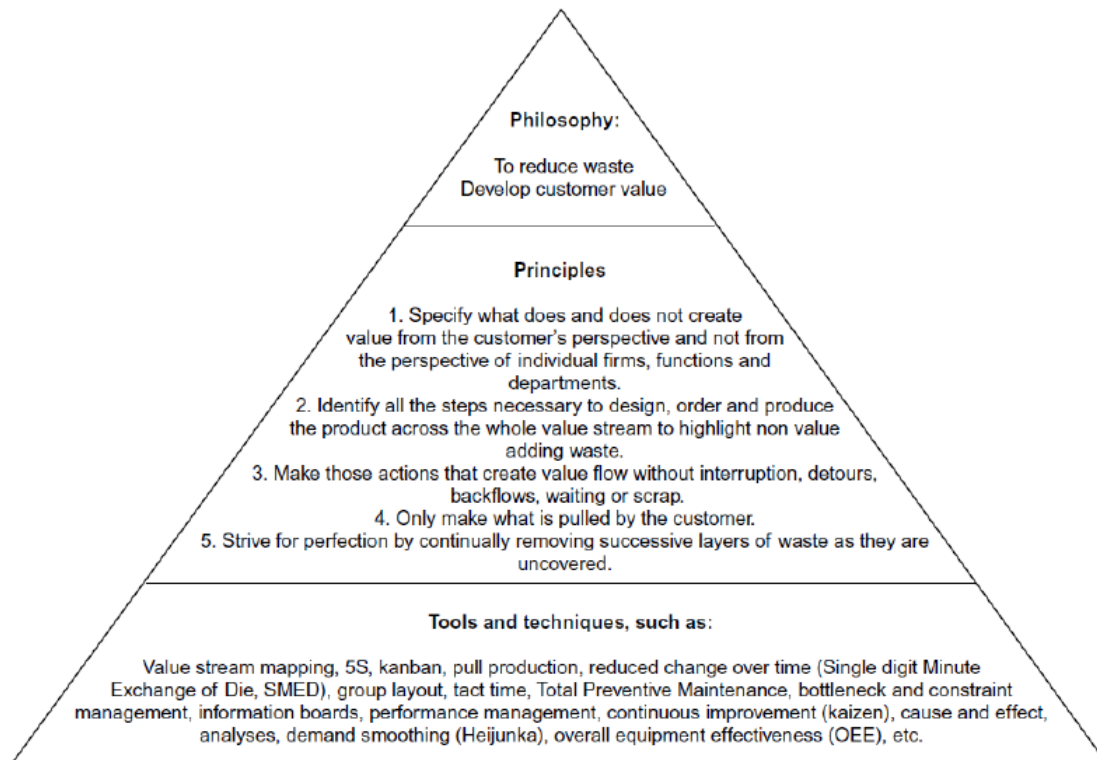 Philosophy:
To reduce waste
Develop customer value
Principles
1. Specify what does and does not create
value from the customer's perspective and not from
the perspective of individual firms, functions and
departments.
2. Identify all the steps necessary to design, order and produce
the product across the whole value stream to highlight non value
adding waste.
3. Make those actions that create value flow without interruption, detours,
backflows, waiting or scrap.
4. Only make what is pulled by the customer.
5. Strive for perfection by continually removing successive layers of waste as they are
uncovered.
Tools and techniques, such as:
Value stream mapping, 5S, kanban, pull production, reduced change over time (Single digit Minute
Exchange of Die, SMED), group layout, tact time, Total Preventive Maintenance, bottleneck and constraint
management, information boards, performance management, continuous improvement (kaizen), cause and effect,
analyses, demand smoothing (Heijunka), overall equipment effectiveness (OEE), etc.